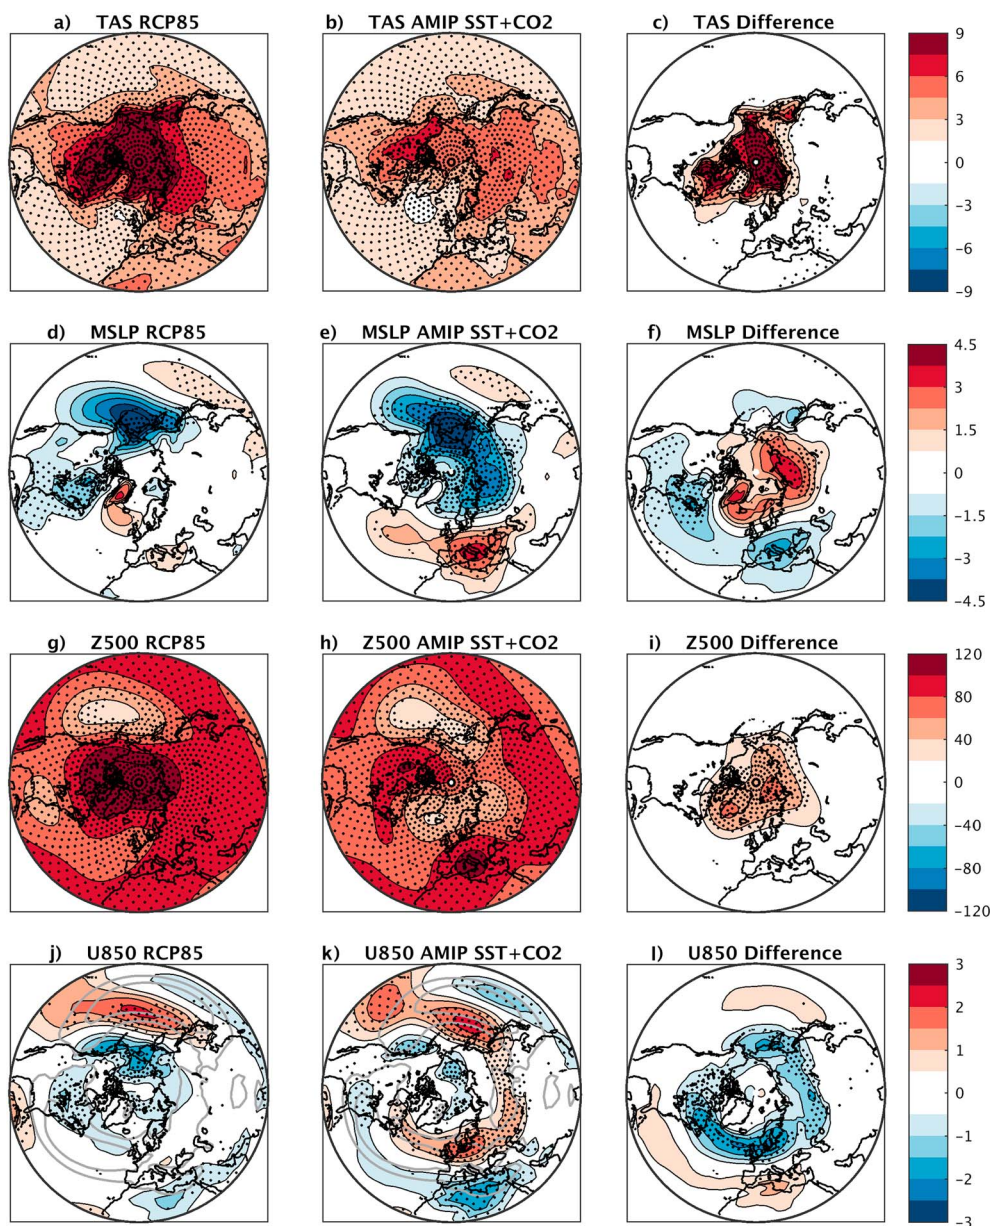 a) TAS RCP85
b) TAS AMIP SST+CO2
c) TAS Difference
9
6
3
0
−3
−6
−9
d) MSLP RCP85
e) MSLP AMIP SST+CO2
f) MSLP Difference
4.5
3
1.5
0
−1.5
−3
−4.5
g) Z500 RCP85
h) Z500 AMIP SST+CO2
i) Z500 Difference
120
80
40
0
−40
−80
−120
j) U850 RCP85
k) U850 AMIP SST+CO2
l) U850 Difference
3
2
1
0
−1
−2
−3